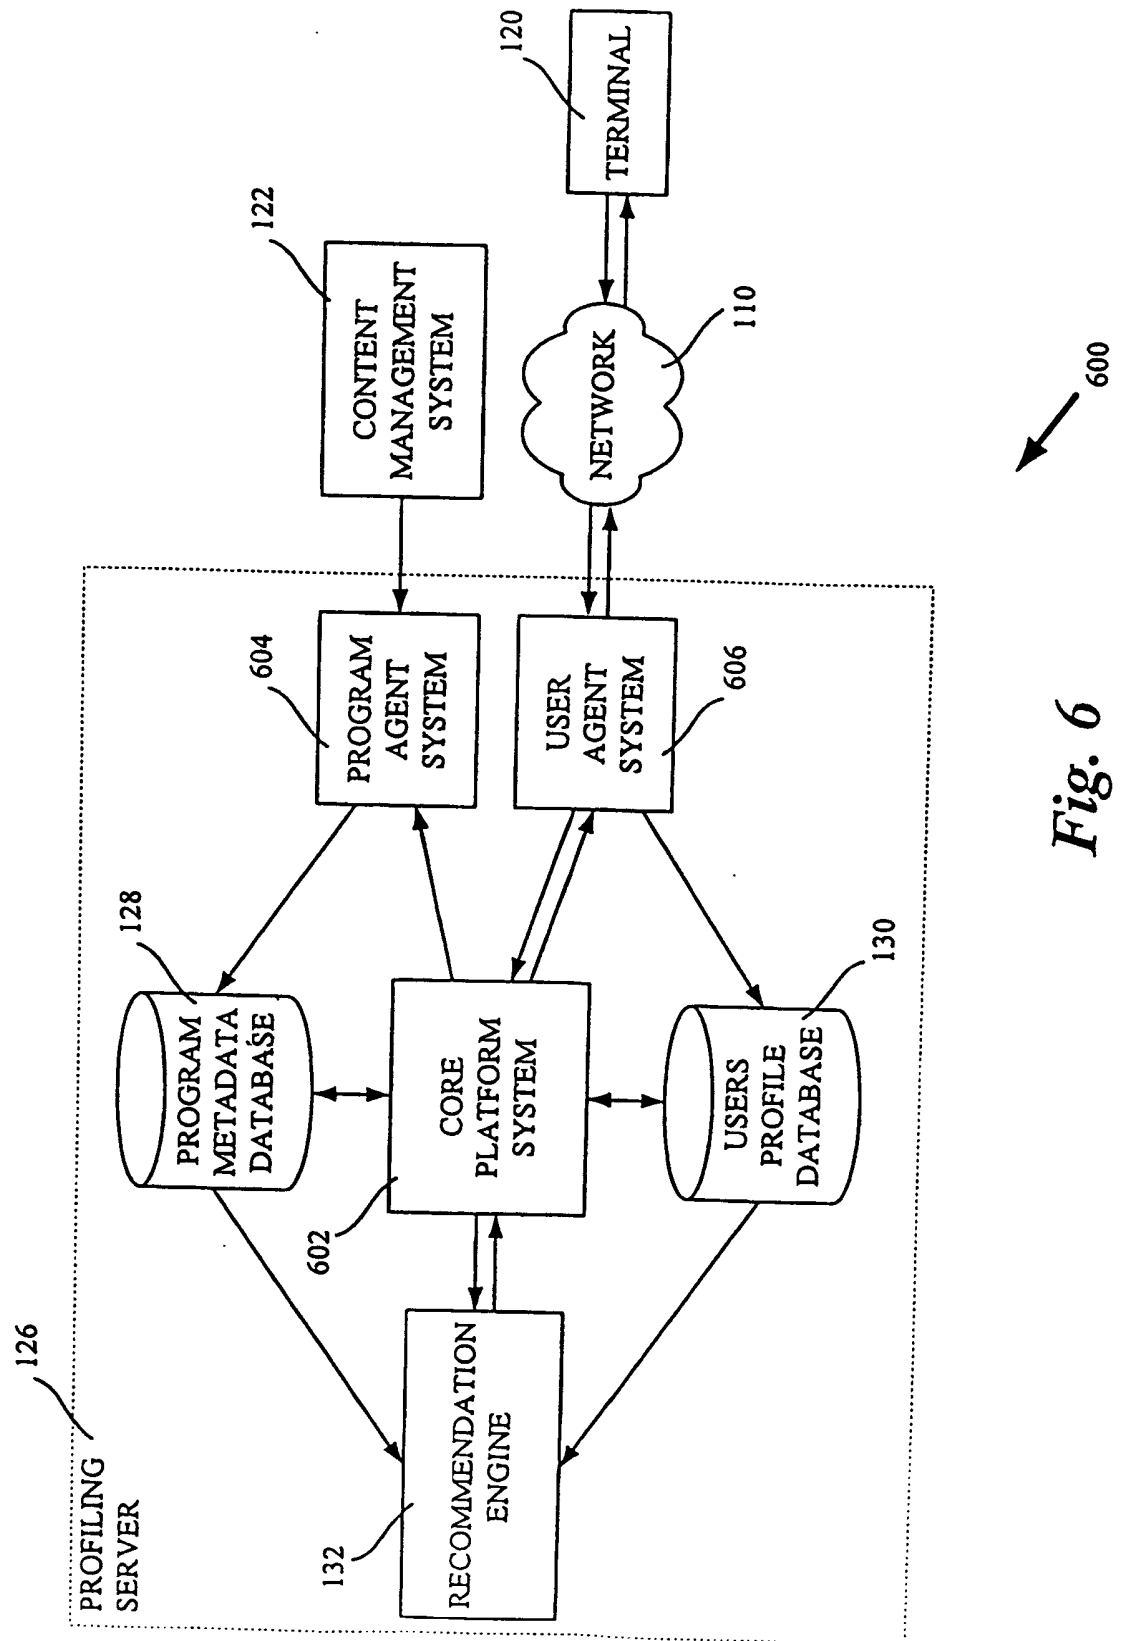 PROFILING
SERVER
126
RECOMMENDATION
ENGINE
132
PROGRAM
METADATA
DATABASE
128
CORE
PLATFORM
SYSTEM
602
USERS
PROFILE
DATABASE
130
PROGRAM
AGENT
SYSTEM
604
USER
AGENT
SYSTEM
606
CONTENT
MANAGEMENT
SYSTEM
122
NETWORK
110
TERMINAL
120
600
Fig. 6